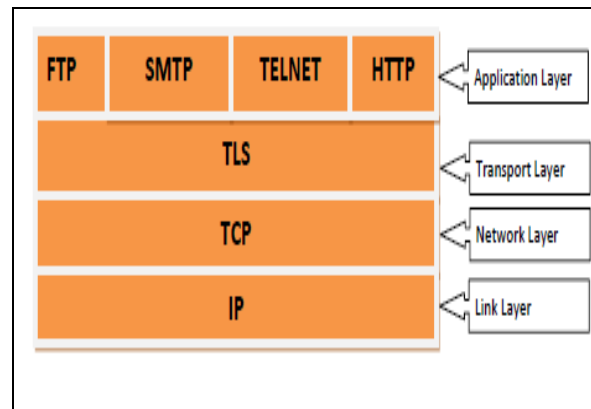 FTP SMTP TELNET HTTP Application Layer
TLS Transport Layer
TCP Network Layer
IP Link Layer